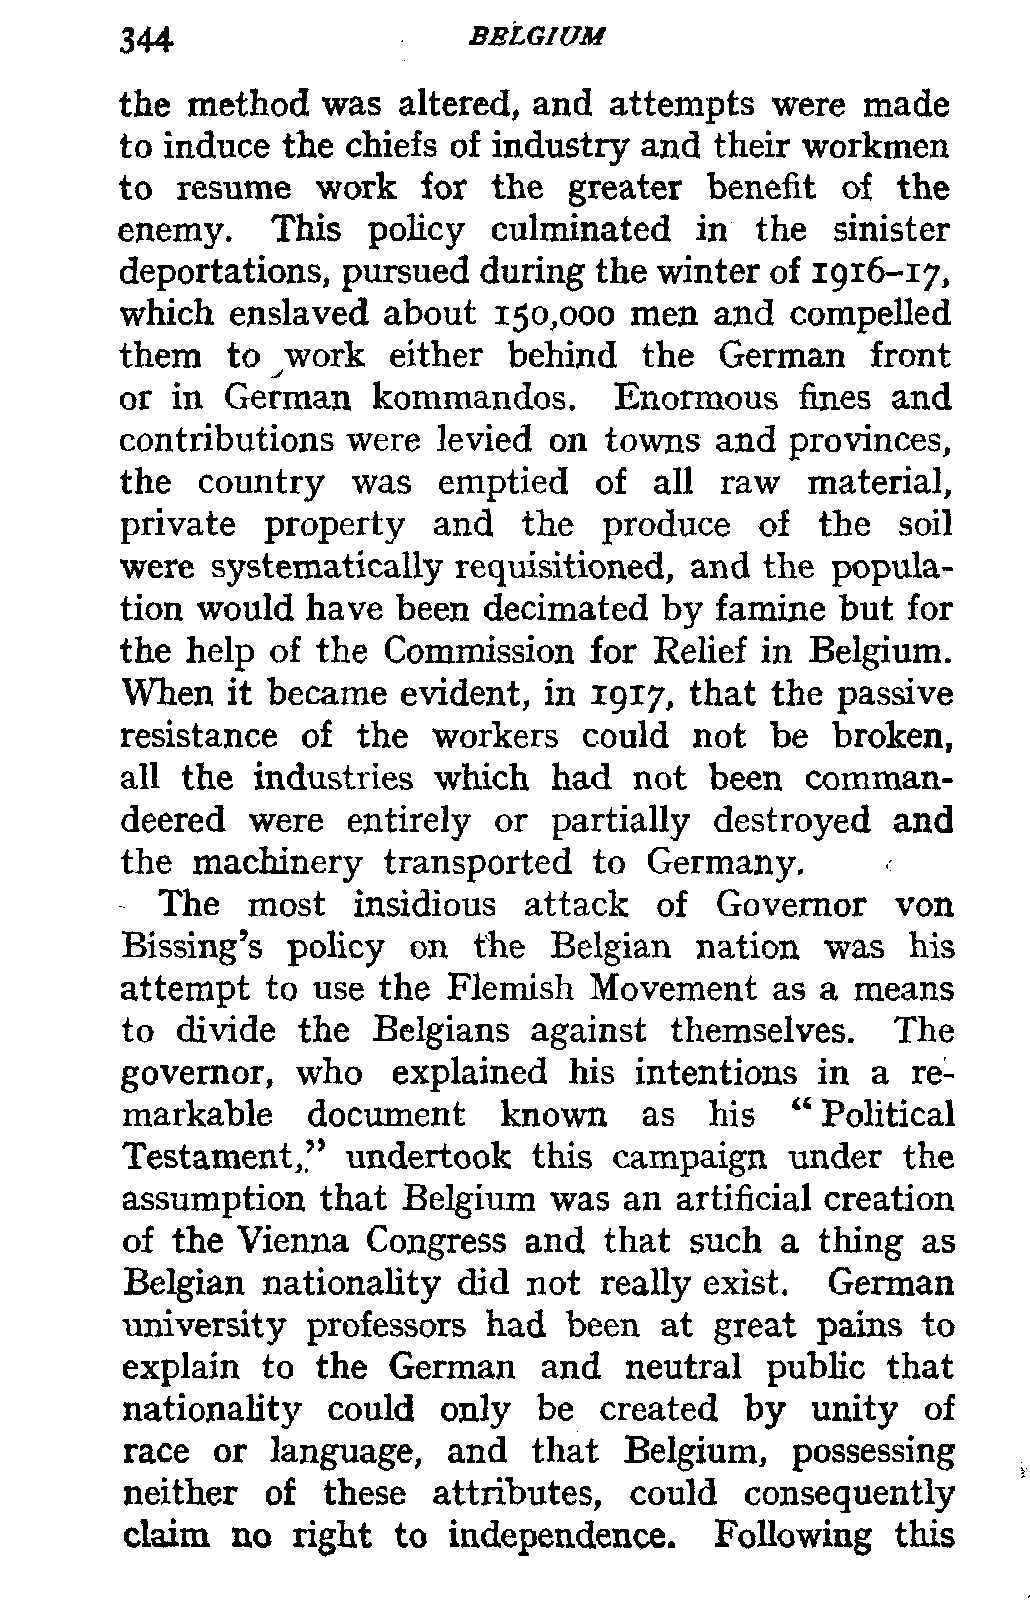 344 BELGIUM
the method was altered, and attempts were made
to induce the chiefs of industry and their workmen
to resume work for the greater benefit of the
enemy. This policy culminated in the sinister
deportations, pursued during the winter of 1916–17,
which enslaved about 150,000 men and compelled
them to work either behind the German front
or in German kommandos. Enormous fines and
contributions were levied on towns and provinces,
the country was emptied of all raw material,
private property and the produce of the soil
were systematically requisitioned, and the popula-
tion would have been decimated by famine but for
the help of the Commission for Relief in Belgium.
When it became evident, in 1917, that the passive
resistance of the workers could not be broken,
all the industries which had not been comman-
deered were entirely or partially destroyed and
the machinery transported to Germany.
The most insidious attack of Governor von
Bissing's policy on the Belgian nation was his
attempt to use the Flemish Movement as a means
to divide the Belgians against themselves. The
governor, who explained his intentions in a re-
markable document known as his “ Political
Testament,” undertook this campaign under the
assumption that Belgium was an artificial creation
of the Vienna Congress and that such a thing as
Belgian nationality did not really exist. German
university professors had been at great pains to
explain to the German and neutral public that
nationality could only be created by unity of
race or language, and that Belgium, possessing
neither of these attributes, could consequently
claim no right to independence. Following this